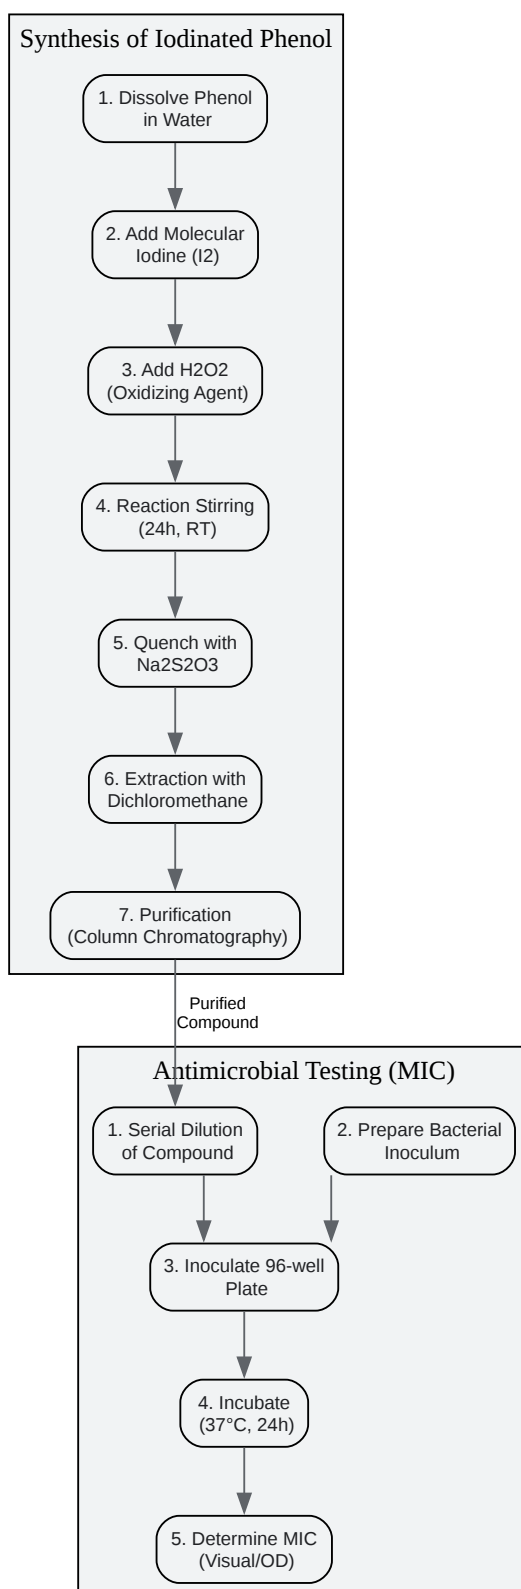 Synthesis of Iodinated Phenol
1. Dissolve Phenol
in Water
2. Add Molecular
Iodine (I2)
3. Add H2O2
(Oxidizing Agent)
4. Reaction Stirring
(24h, RT)
5. Quench with
Na2S2O3
6. Extraction with
Dichloromethane
7. Purification
(Column Chromatography)
Purified
Compound
Antimicrobial Testing (MIC)
1. Serial Dilution
of Compound
2. Prepare Bacterial
Inoculum
3. Inoculate 96-well
Plate
4. Incubate
(37°C, 24h)
5. Determine MIC
(Visual/OD)